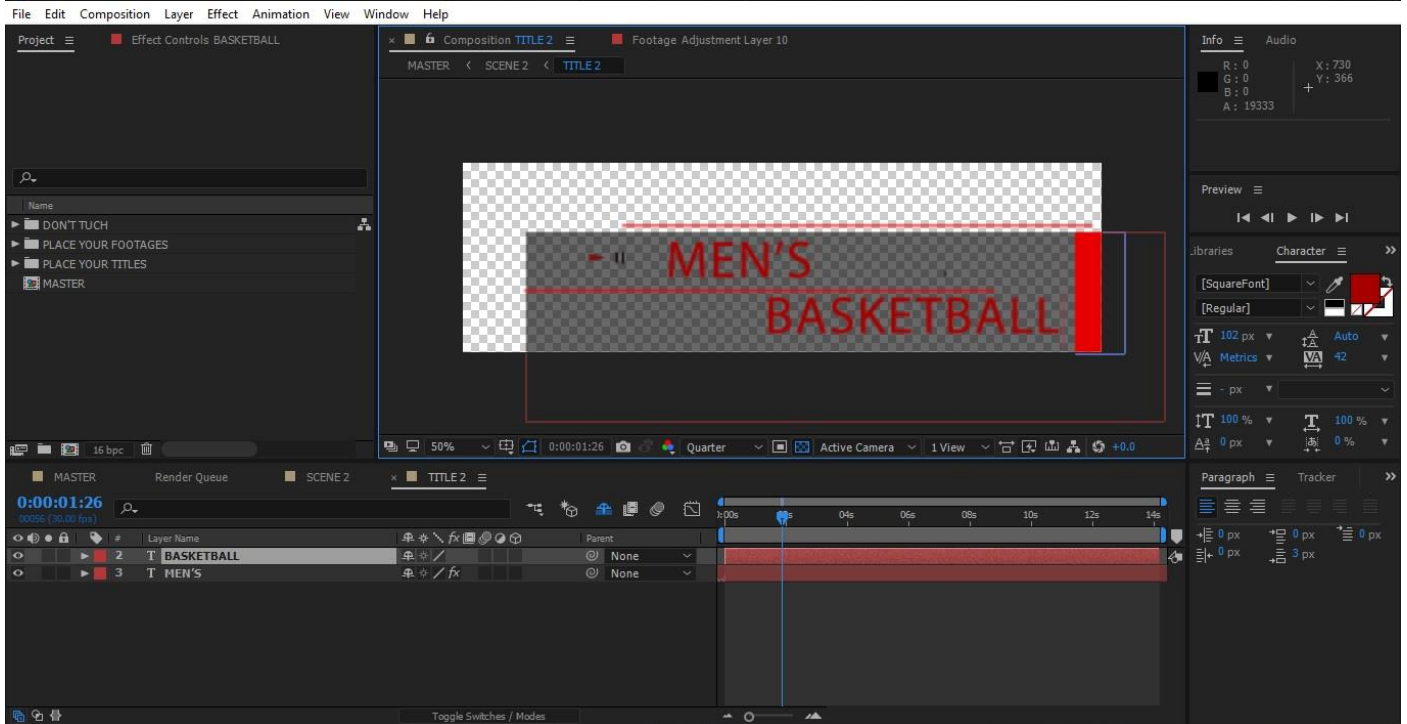 File Edit Composition Layer Effect Animation View Window Help
Project Effect Controls BASKETBALL
Composition TITLE 2 Footage Adjustment Layer 10
MASTER SCENE 2 TITLE 2
Info Audio
R: 0 X: 730
G: 0 Y: 366
B: 0
A: 19333
Name
DON'T TUCH
PLACE YOUR FOOTAGES
PLACE YOUR TITLES
MASTER
MEN'S
BASKETBALL
Preview
Libraries Character
[SquareFont]
[Regular]
102 px Auto
Metrics 42
- px
100 % 100 %
0 px 0 %
16 bpc
50% 0:00:01:26 Quarter Active Camera 1 View +0.0
MASTER Render Queue SCENE 2 TITLE 2
0:00:01:26
00056 (30.00 fps)
04s 06s 08s 10s 12s 14s
# Layer Name Parent
2 T BASKETBALL None
3 T MEN'S None
Toggle Switches / Modes
Paragraph Tracker
0 px 0 px 0 px
0 px 3 px